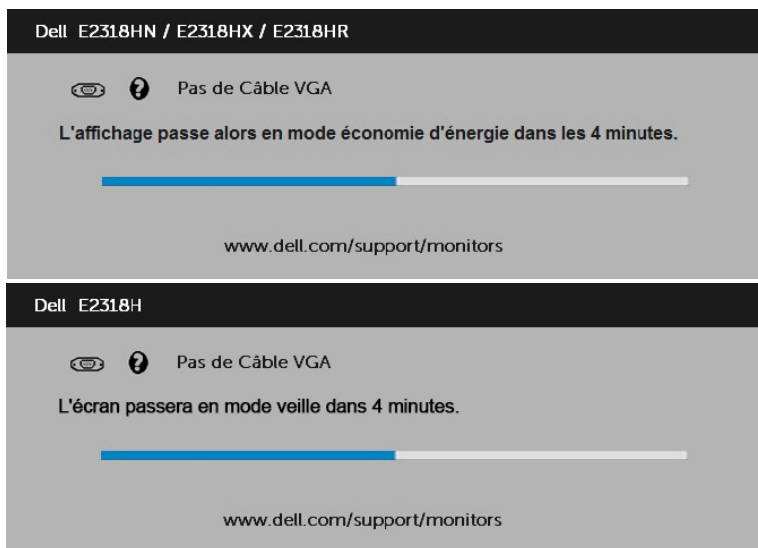 Dell E2318HN / E2318HX / E2318HR
Pas de Câble VGA
L'affichage passe alors en mode économie d'énergie dans les 4 minutes.
www.dell.com/support/monitors
Dell E2318H
Pas de Câble VGA
L'écran passera en mode veille dans 4 minutes.
www.dell.com/support/monitors